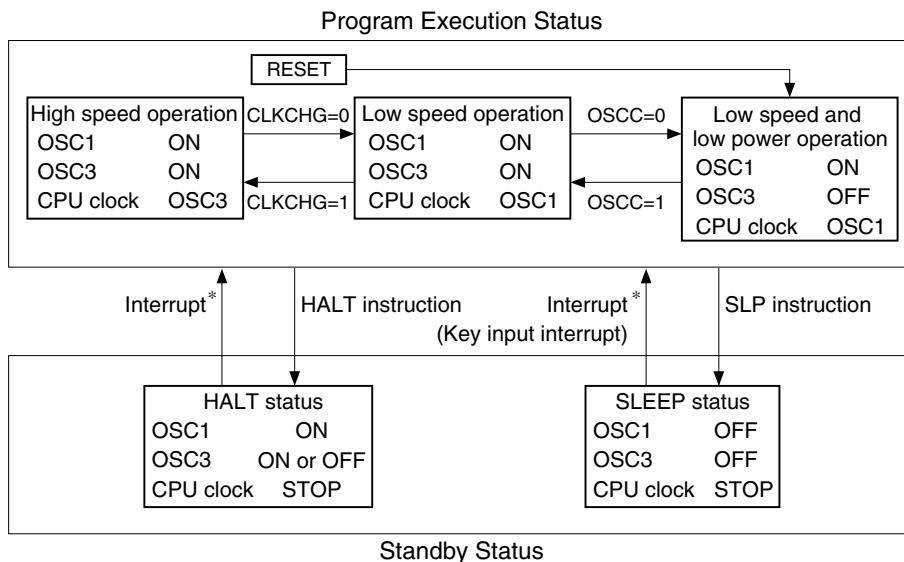 Program Execution Status
RESET
High speed operation
OSC1 ON
OSC3 ON
CPU clock OSC3
CLKCHG=0
CLKCHG=1
Low speed operation
OSC1 ON
OSC3 ON
CPU clock OSC1
OSCC=0
OSCC=1
Low speed and
low power operation
OSC1 ON
OSC3 OFF
CPU clock OSC1
Interrupt*
HALT instruction
Interrupt*
(Key input interrupt)
SLP instruction
HALT status
OSC1 ON
OSC3 ON or OFF
CPU clock STOP
SLEEP status
OSC1 OFF
OSC3 OFF
CPU clock STOP
Standby Status